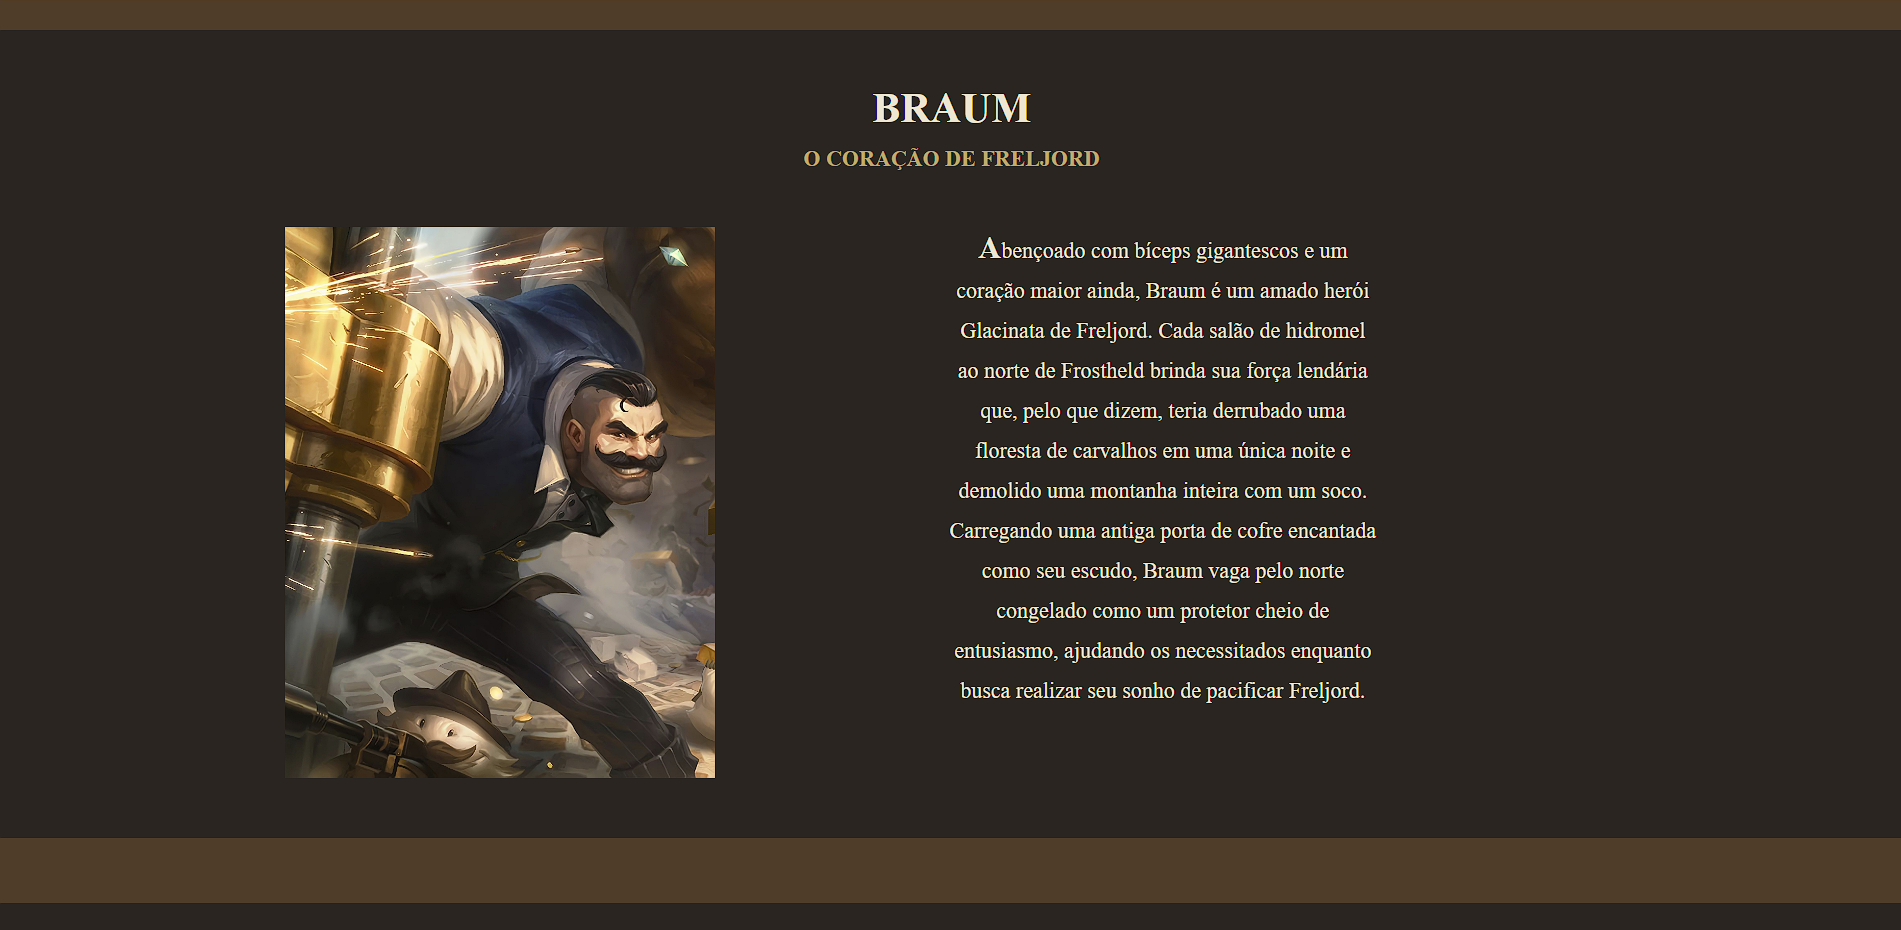 BRAUM
O CORAÇÃO DE FRELJORD
Abençoado com bíceps gigantescos e um
coração maior ainda, Braum é um amado herói
Glacinata de Freljord. Cada salão de hidromel
ao norte de Frostheld brinda sua força lendária
que, pelo que dizem, teria derrubado uma
floresta de carvalhos em uma única noite e
demolido uma montanha inteira com um soco.
Carregando uma antiga porta de cofre encantada
como seu escudo, Braum vaga pelo norte
congelado como um protetor cheio de
entusiasmo, ajudando os necessitados enquanto
busca realizar seu sonho de pacificar Freljord.